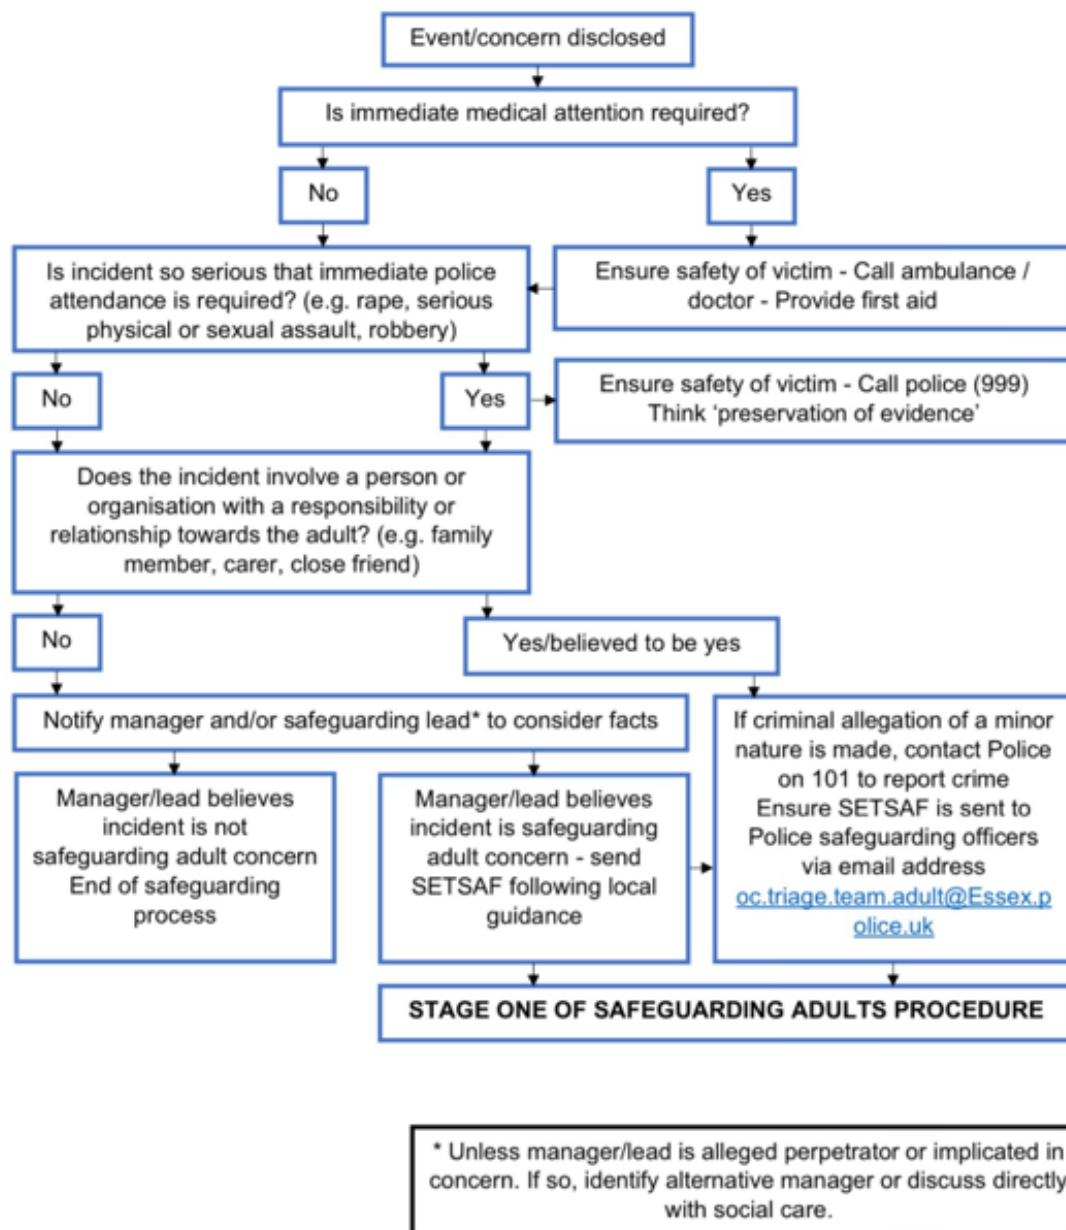 Event/concern disclosed
Is immediate medical attention required?
No
Yes
Is incident so serious that immediate police
attendance is required? (e.g. rape, serious
physical or sexual assault, robbery)
Ensure safety of victim - Call ambulance /
doctor - Provide first aid
No
Yes
Ensure safety of victim - Call police (999)
Think ‘preservation of evidence’
Does the incident involve a person or
organisation with a responsibility or
relationship towards the adult? (e.g. family
member, carer, close friend)
No
Yes/believed to be yes
Notify manager and/or safeguarding lead* to consider facts
If criminal allegation of a minor
nature is made, contact Police
on 101 to report crime
Ensure SETSAF is sent to
Police safeguarding officers
via email address
oc.triage.team.adult@Essex.p
olice.uk
Manager/lead believes
incident is not
safeguarding adult concern
End of safeguarding
process
Manager/lead believes
incident is safeguarding
adult concern - send
SETSAF following local
guidance
STAGE ONE OF SAFEGUARDING ADULTS PROCEDURE
* Unless manager/lead is alleged perpetrator or implicated in
concern. If so, identify alternative manager or discuss directly
with social care.